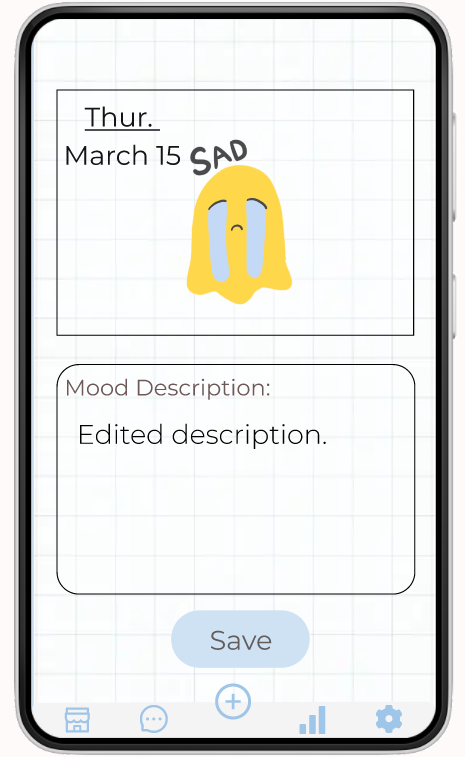 Thur.
March 15
SAD
Mood Description:
Edited description.
Save